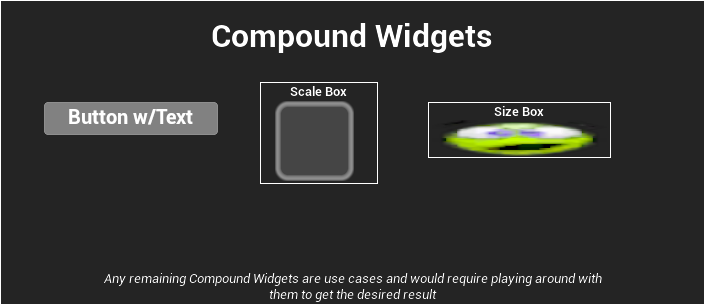 Compound Widgets
Button w/Text
Scale Box
Size Box
Any remaining Compound Widgets are use cases and would require playing around with
them to get the desired result